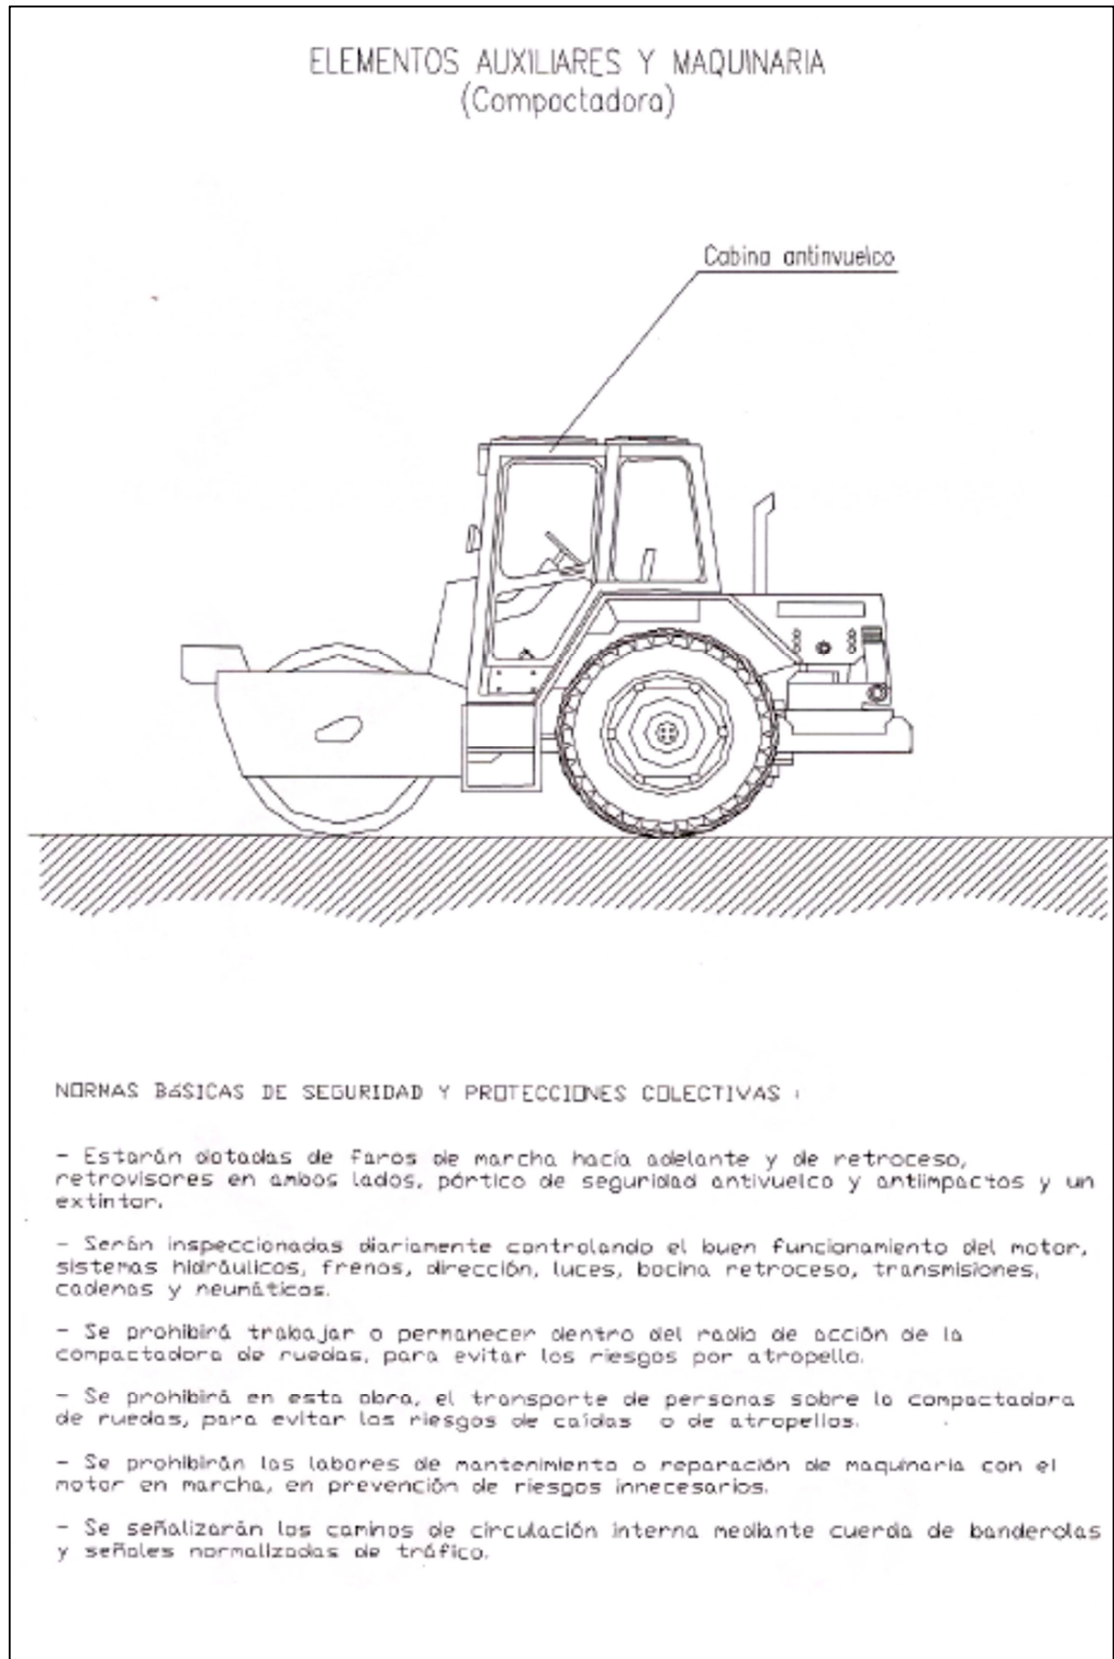 ELEMENTOS AUXILIARES Y MAQUINARIA
(Compactadora)
Cabina antinvuelco
NORMAS BáSICAS DE SEGURIDAD Y PROTECCIONES COLECTIVAS :
- Estarán dotadas de faros de marcha hacia adelante y de retroceso,
retrovisores en ambos lados, pórtico de seguridad antivuelco y antiimpactos y un
extintor.
- Serán inspeccionadas diariamente controlando el buen funcionamiento del motor,
sistemas hidráulicos, frenos, dirección, luces, bocina retroceso, transmisiones,
cadenas y neumáticos.
- Se prohibirá trabajar o permanecer dentro del radio de acción de la
compactadora de ruedas, para evitar los riesgos por atropello.
- Se prohibirá en esta obra, el transporte de personas sobre la compactadora
de ruedas, para evitar los riesgos de caídas o de atropellos.
- Se prohibirán las labores de mantenimiento o reparación de maquinaria con el
motor en marcha, en prevención de riesgos innecesarios.
- Se señalizarán los caminos de circulación interna mediante cuerda de banderolas
y señales normalizadas de tráfico.